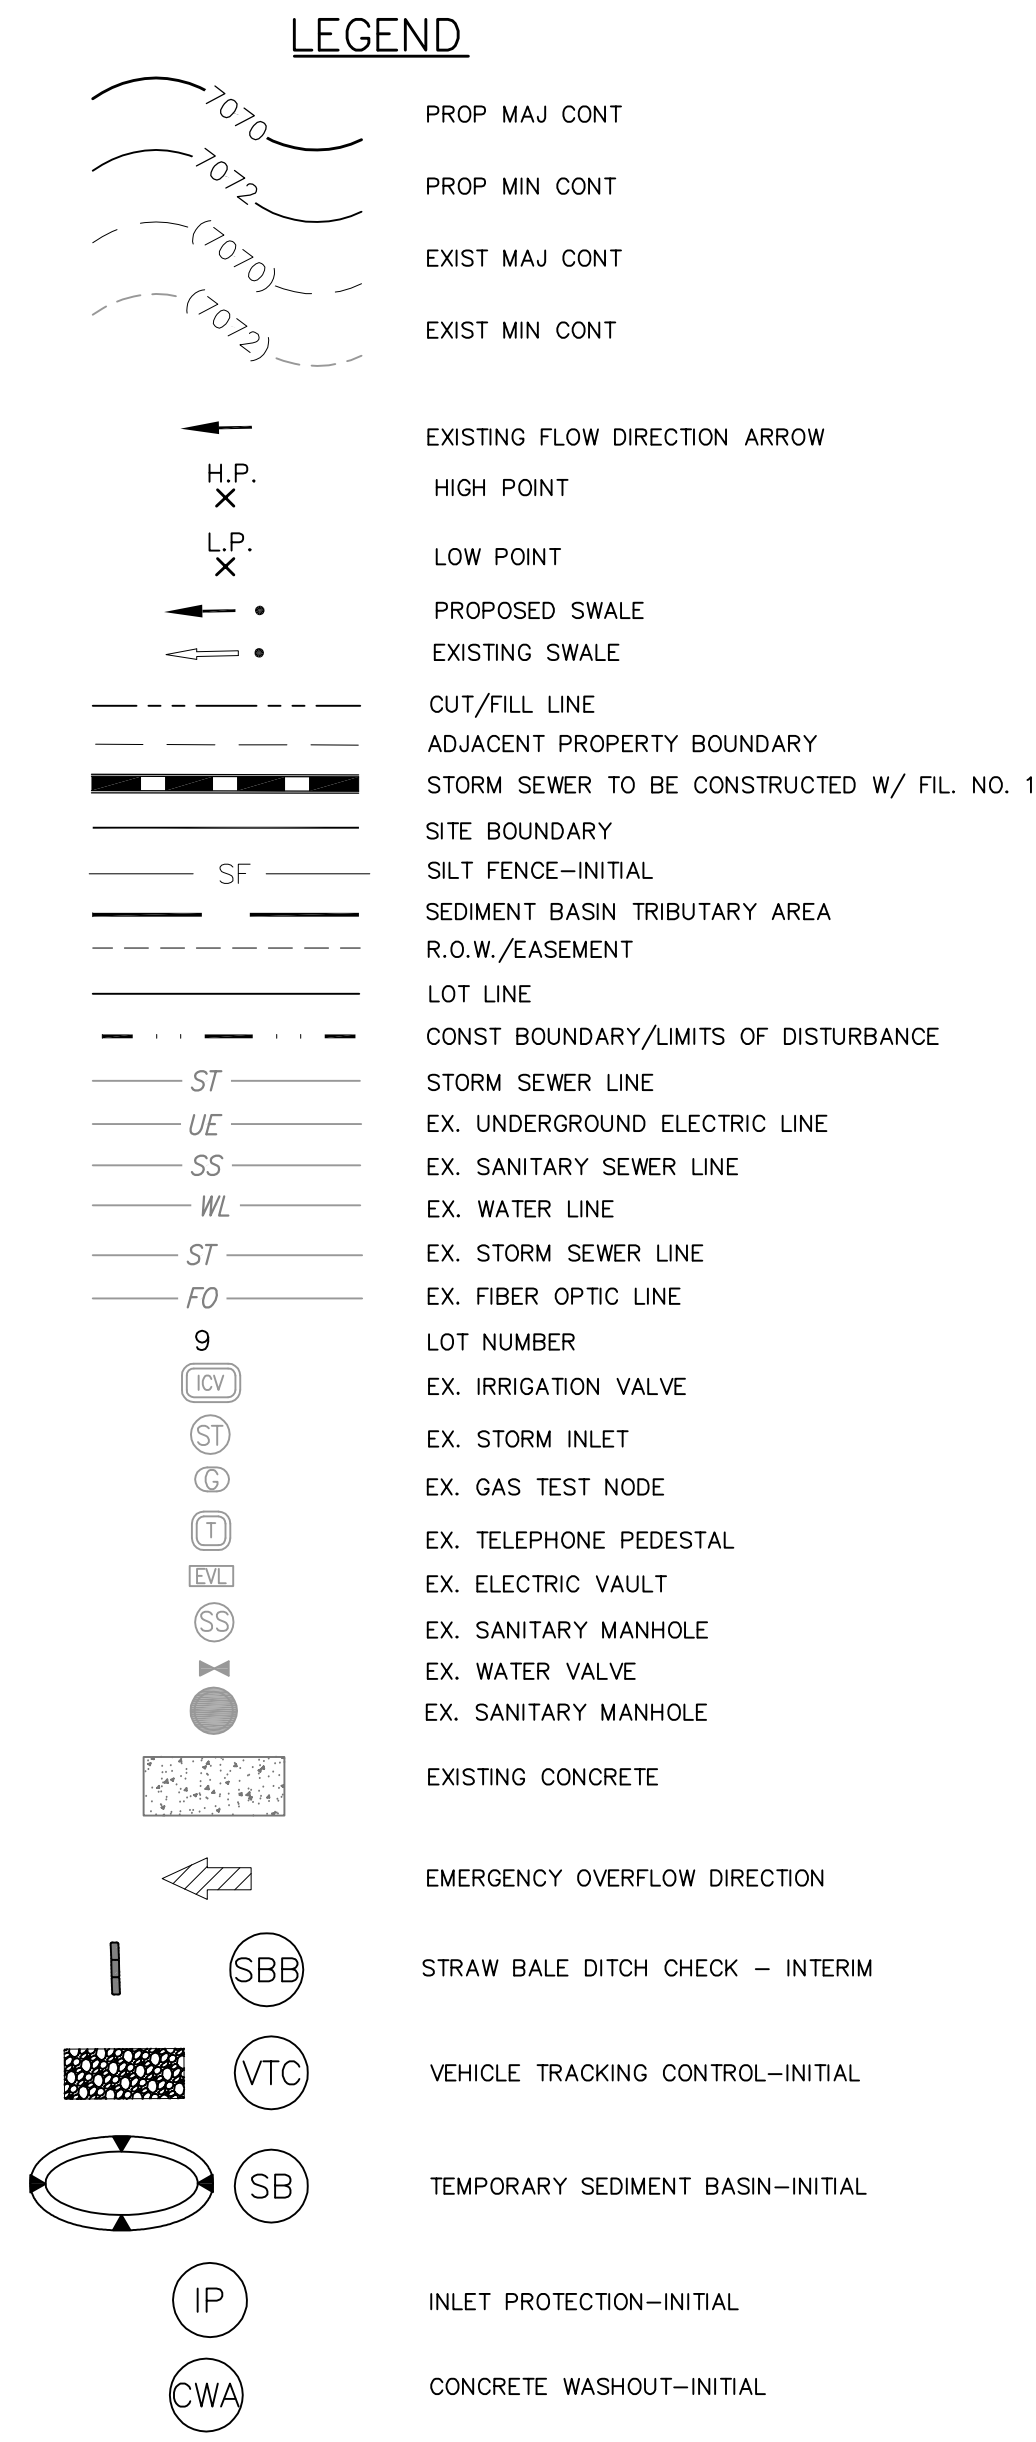 LEGEND
7070 PROP MAJ CONT
7072 PROP MIN CONT
(7070) EXIST MAJ CONT
(7072) EXIST MIN CONT
EXISTING FLOW DIRECTION ARROW
H.P. HIGH POINT
L.P. LOW POINT
PROPOSED SWALE
EXISTING SWALE
CUT/FILL LINE
ADJACENT PROPERTY BOUNDARY
STORM SEWER TO BE CONSTRUCTED W/ FIL. NO. 1
SITE BOUNDARY
SF SILT FENCE-INITIAL
SEDIMENT BASIN TRIBUTARY AREA
R.O.W./EASEMENT
LOT LINE
CONST BOUNDARY/LIMITS OF DISTURBANCE
ST STORM SEWER LINE
UE EX. UNDERGROUND ELECTRIC LINE
SS EX. SANITARY SEWER LINE
WL EX. WATER LINE
ST EX. STORM SEWER LINE
FO EX. FIBER OPTIC LINE
9 LOT NUMBER
ICV EX. IRRIGATION VALVE
ST EX. STORM INLET
G EX. GAS TEST NODE
T EX. TELEPHONE PEDESTAL
EVL EX. ELECTRIC VAULT
SS EX. SANITARY MANHOLE
EX. WATER VALVE
EX. SANITARY MANHOLE
EXISTING CONCRETE
EMERGENCY OVERFLOW DIRECTION
SBB STRAW BALE DITCH CHECK - INTERIM
VTC VEHICLE TRACKING CONTROL-INITIAL
SB TEMPORARY SEDIMENT BASIN-INITIAL
IP INLET PROTECTION-INITIAL
CWA CONCRETE WASHOUT-INITIAL